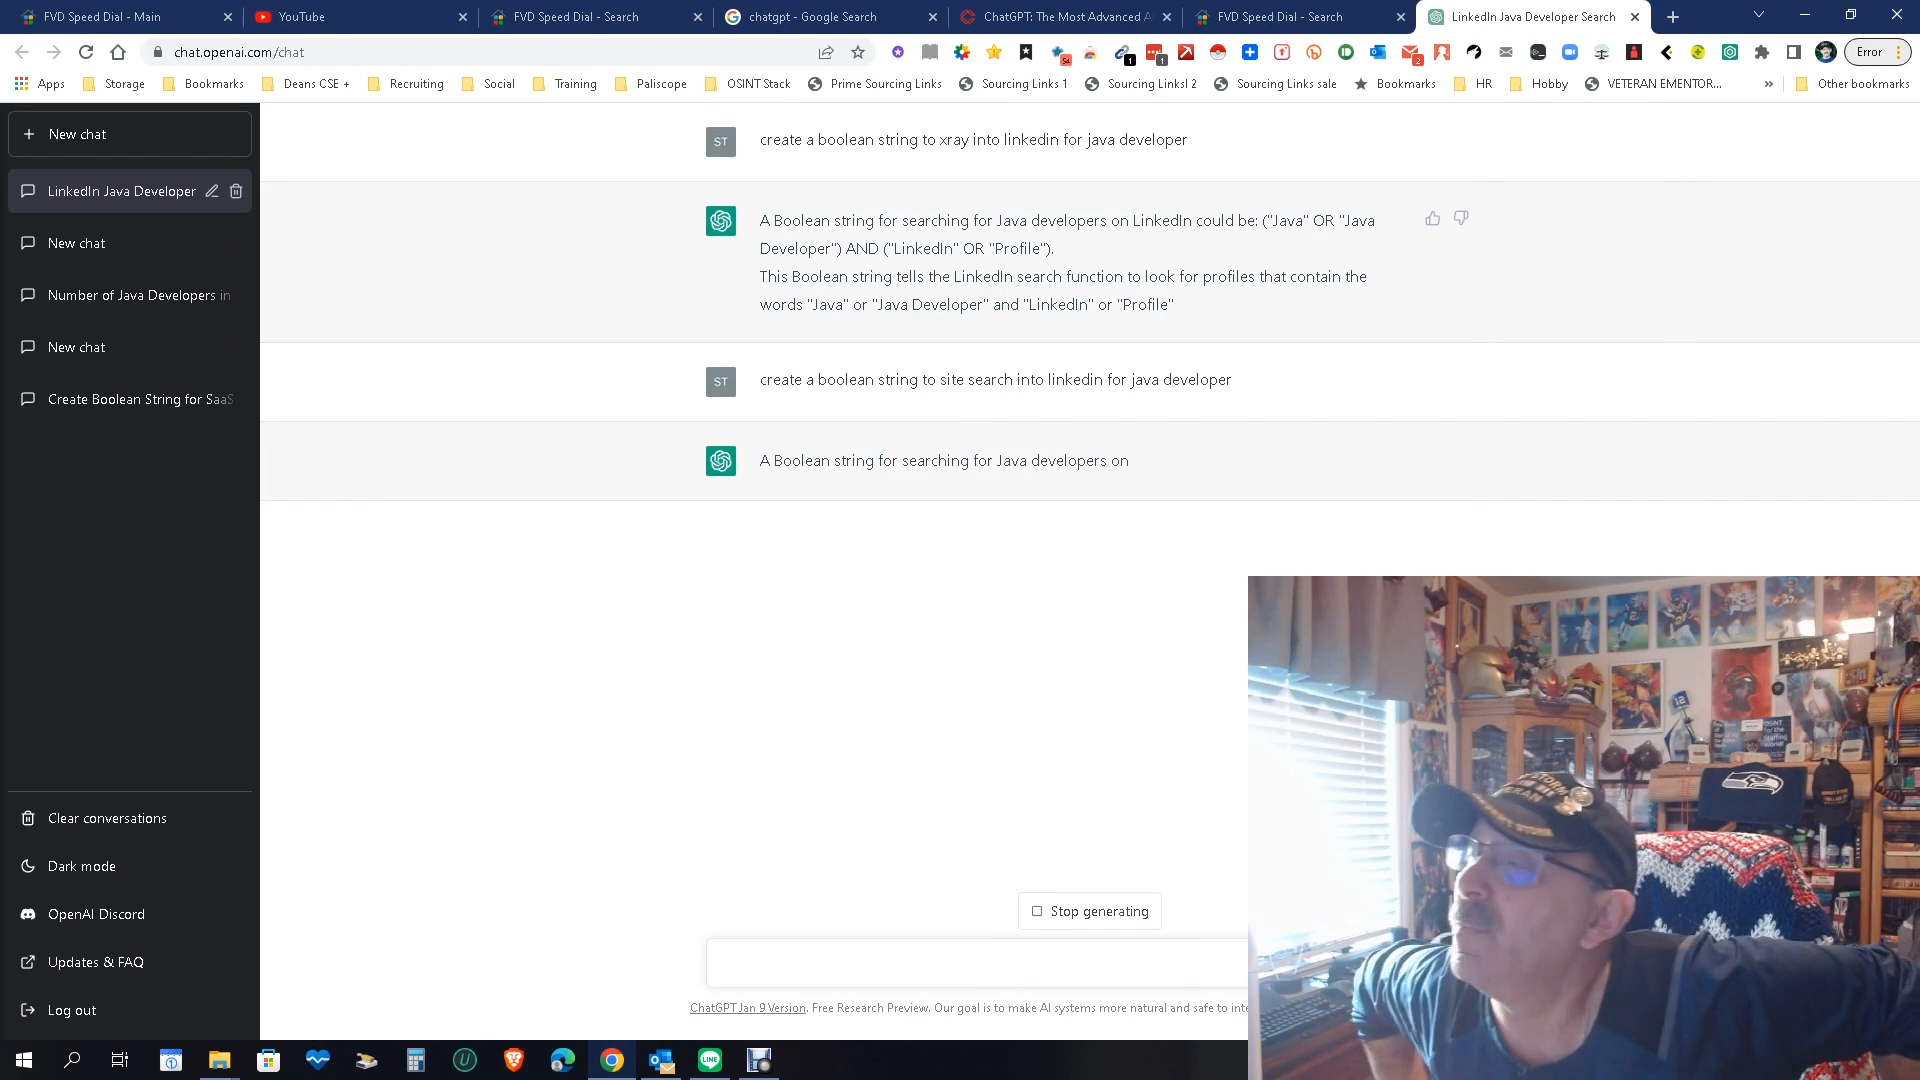 FVD Speed Dial - Main
YouTube
FVD Speed Dial - Search
chatgpt - Google Search
ChatGPT: The Most Advanced A
FVD Speed Dial - Search
LinkedIn Java Developer Search
chat.openai.com/chat
Error
Apps
Storage
Bookmarks
Deans CSE +
Recruiting
Social
Training
Paliscope
OSINT Stack
Prime Sourcing Links
Sourcing Links 1
Sourcing Linksl 2
Sourcing Links sale
Bookmarks
HR
Hobby
VETERAN EMENTOR...
Other bookmarks
New chat
LinkedIn Java Developer
New chat
Number of Java Developers in
New chat
Create Boolean String for SaaS
ST
create a boolean string to xray into linkedin for java developer
A Boolean string for searching for Java developers on LinkedIn could be: ("Java" OR "Java
Developer") AND ("LinkedIn" OR "Profile").
This Boolean string tells the LinkedIn search function to look for profiles that contain the
words "Java" or "Java Developer" and "LinkedIn" or "Profile"
ST
create a boolean string to site search into linkedin for java developer
A Boolean string for searching for Java developers on
Stop generating
ChatGPT Jan 9 Version. Free Research Preview. Our goal is to make AI systems more natural and safe to inte
Clear conversations
Dark mode
OpenAI Discord
Updates & FAQ
Log out